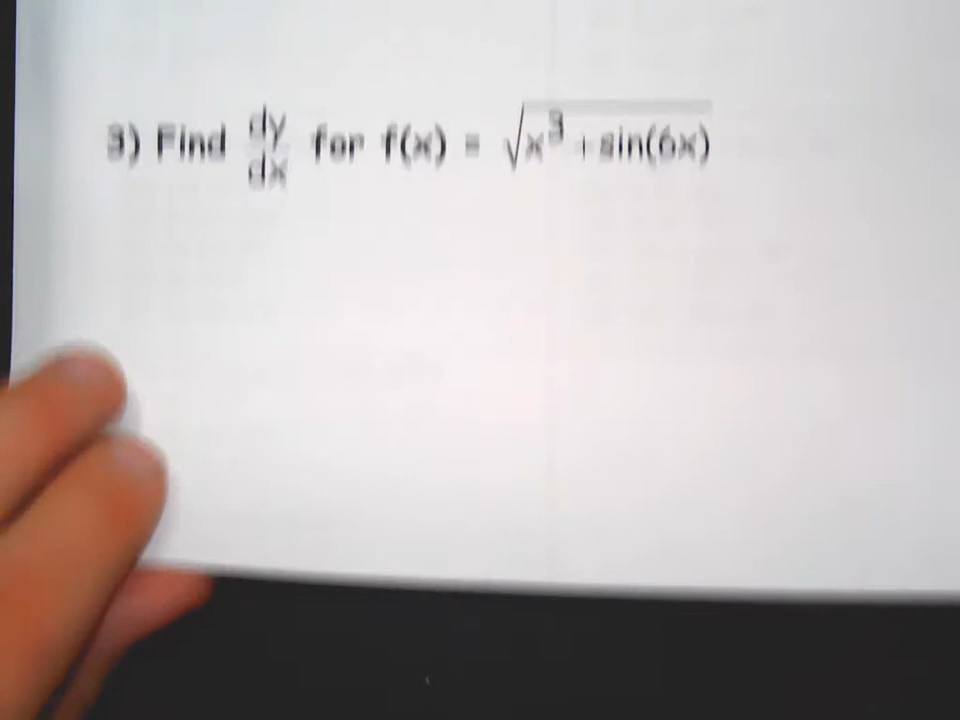 3) Find dy/dx for f(x) = √(x³ + sin(6x))